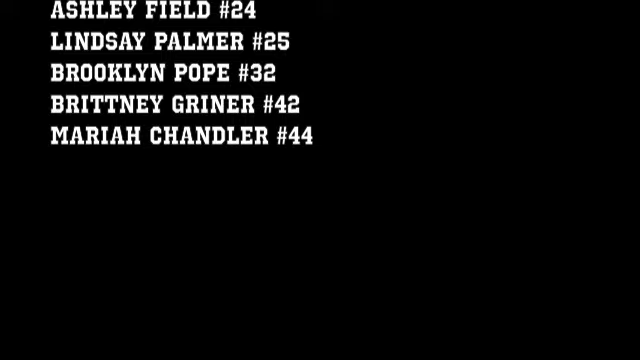 ASHLEY FIELD #24
LINDSAY PALMER #25
BROOKLYN POPE #32
BRITTNEY GRINER #42
MARIAH CHANDLER #44